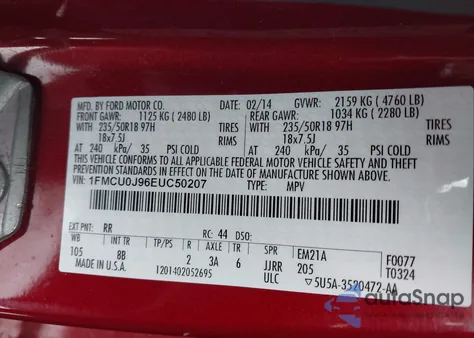 MFD. BY FORD MOTOR CO. 02/14 GVWR: 2159 KG ( 4760 LB)
FRONT GAWR: 1125 KG ( 2480 LB) REAR GAWR: 1034 KG ( 2280 LB)
WITH 235/50R18 97H TIRES WITH 235/50R18 97H TIRES
18x7.5J RIMS 18x7.5J RIMS
AT 240 kPa/ 35 PSI COLD AT 240 kPa/ 35 PSI COLD
THIS VEHICLE CONFORMS TO ALL APPLICABLE FEDERAL MOTOR VEHICLE SAFETY AND THEFT
PREVENTION STANDARDS IN EFFECT ON THE DATE OF MANUFACTURE SHOWN ABOVE.
VIN: 1FMCU0J96EUC50207 TYPE: MPV
EXT PNT: RR RC: 44 DSO:
WB INT TR TP/PS R AXLE TR SPR EM21A F0077
105 8B 2 3A 6 JJRR 205 T0324
MADE IN U.S.A. 1201402052695 ULC ▽5U5A-3520472-AA
autoSnap